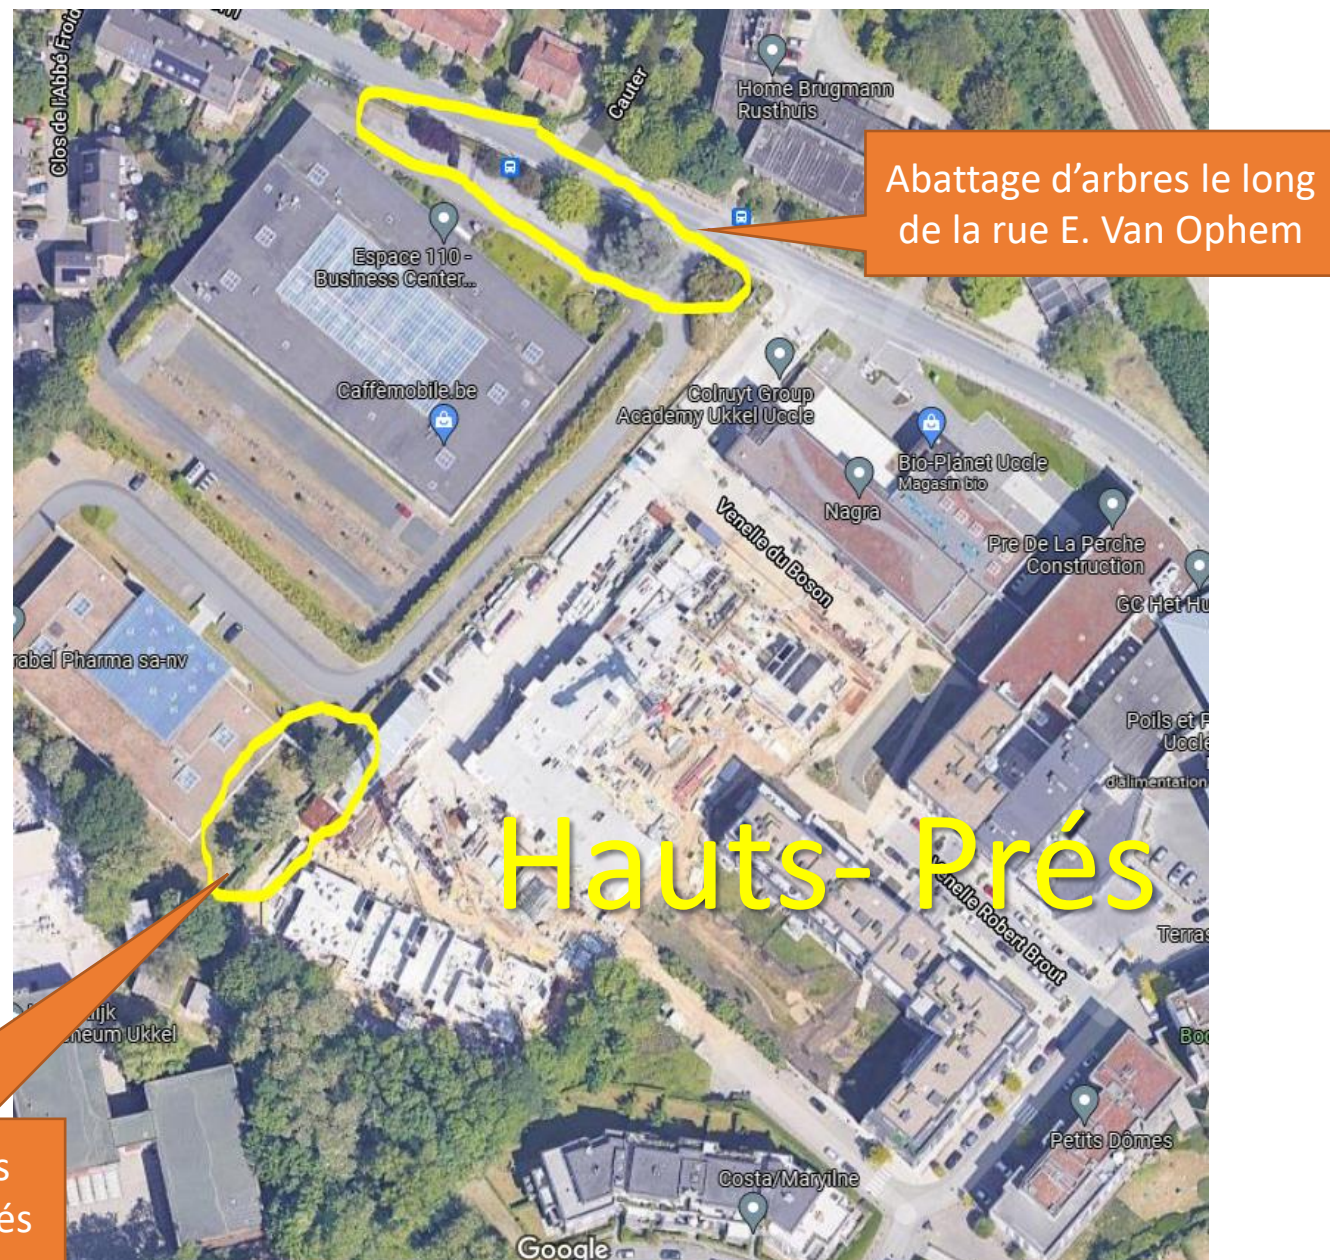 Clos de l'Abbé Froid
Cauter
Home Brugmann
Rusthuis
Abattage d'arbres le long
de la rue E. Van Ophem
Espace 110 -
Business Center...
Caffèmobile.be
Colruyt Group
Academy Ukkel Uccle
Bio-Planet Uccle
Magasin bio
Nagra
Venelle du Boson
Pre De La Perche
Construction
GC Het Hu
rabel Pharma sa-nv
Poils et P
Uccle
d'alimentation
Hauts- Prés
Venelle Robert Brout
Terras
ijk
neum Ukkel
Boo
Petits Dômes
s
és
Costa/Maryilne
Google